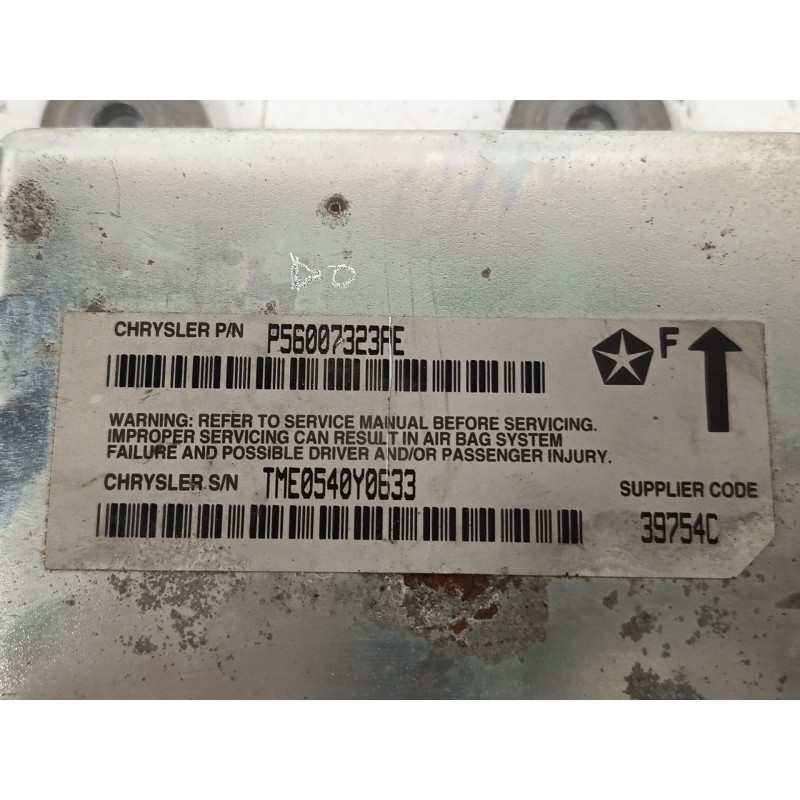 CHRYSLER P/N P56007323AE
F
WARNING: REFER TO SERVICE MANUAL BEFORE SERVICING.
IMPROPER SERVICING CAN RESULT IN AIR BAG SYSTEM
FAILURE AND POSSIBLE DRIVER AND/OR PASSENGER INJURY.
CHRYSLER S/N TME0540Y0633
SUPPLIER CODE
39754C